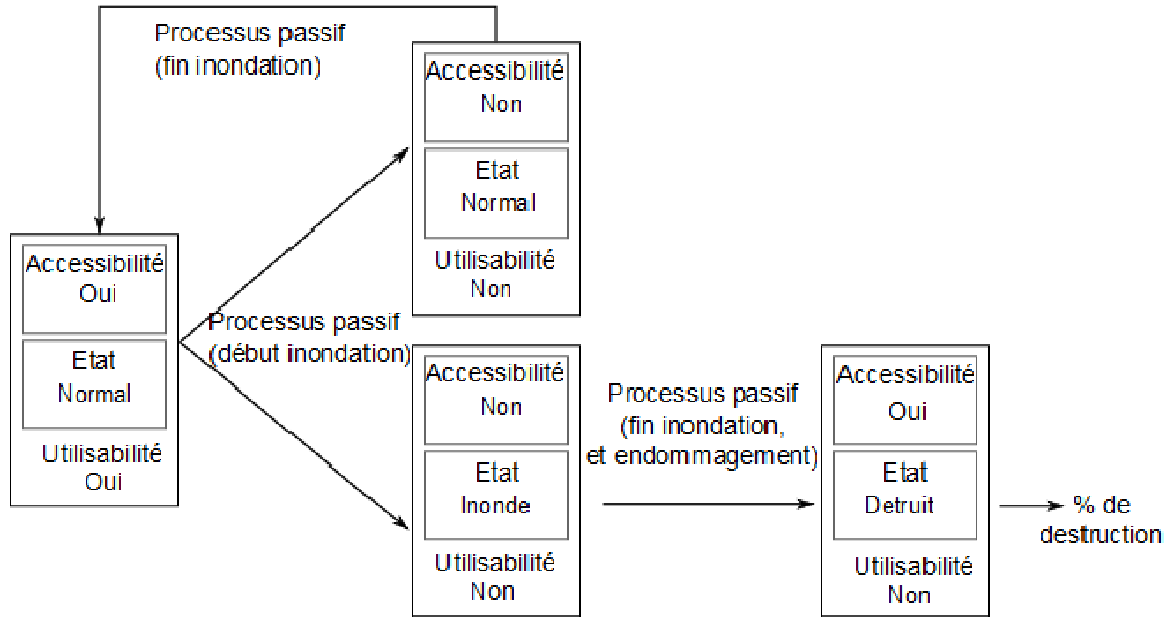 Processus passif
(fin inondation)
Accessibilité
Non
Etat
Normal
Utilisabilité
Non
Accessibilité
Oui
Etat
Normal
Utilisabilité
Oui
Processus passif
(début inondation)
Accessibilité
Non
Etat
Inonde
Utilisabilité
Non
Processus passif
(fin inondation,
et endommagement)
Accessibilité
Oui
Etat
Detruit
Utilisabilité
Non
% de
destruction